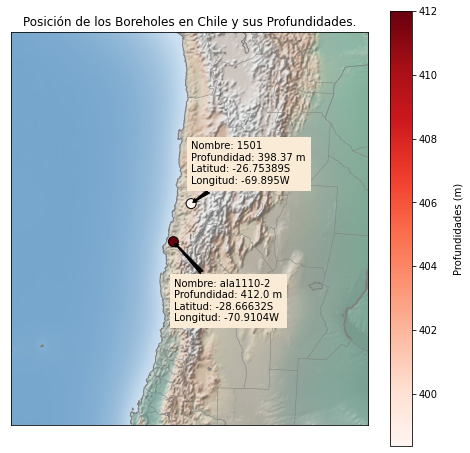 Posición de los Boreholes en Chile y sus Profundidades.
Nombre: 1501
Profundidad: 398.37 m
Latitud: -26.75389S
Longitud: -69.895W
Nombre: ala1110-2
Profundidad: 412.0 m
Latitud: -28.66632S
Longitud: -70.9104W
412
410
408
406
404
402
400
Profundidades (m)